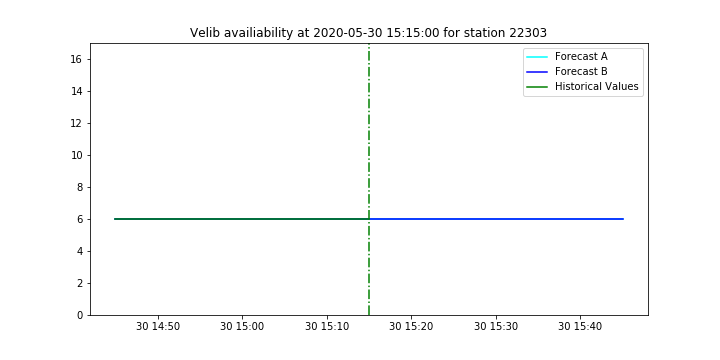 Velib availiability at 2020-05-30 15:15:00 for station 22303
Forecast A
Forecast B
Historical Values
16
14
12
10
8
6
4
2
0
30 14:50 30 15:00 30 15:10 30 15:20 30 15:30 30 15:40